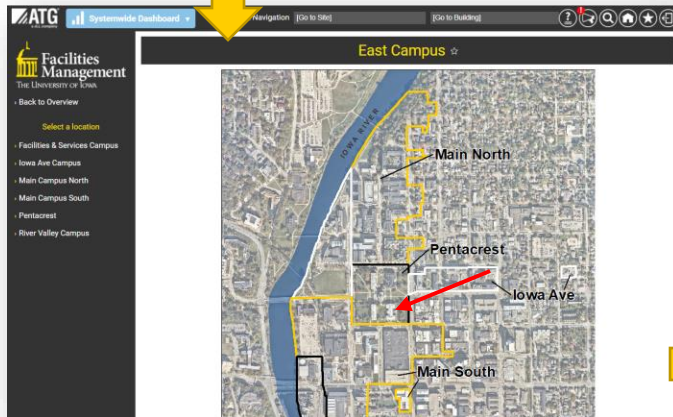 ATG
Systemwide Dashboard
Navigation
[Go to Site]
[Go to Building]
East Campus
Facilities
Management
THE UNIVERSITY OF IOWA
Back to Overview
Select a location
Facilities & Services Campus
Iowa Ave Campus
Main Campus North
Main Campus South
Pentacrest
River Valley Campus
IOWA RIVER
Main North
Pentacrest
Iowa Ave
Main South